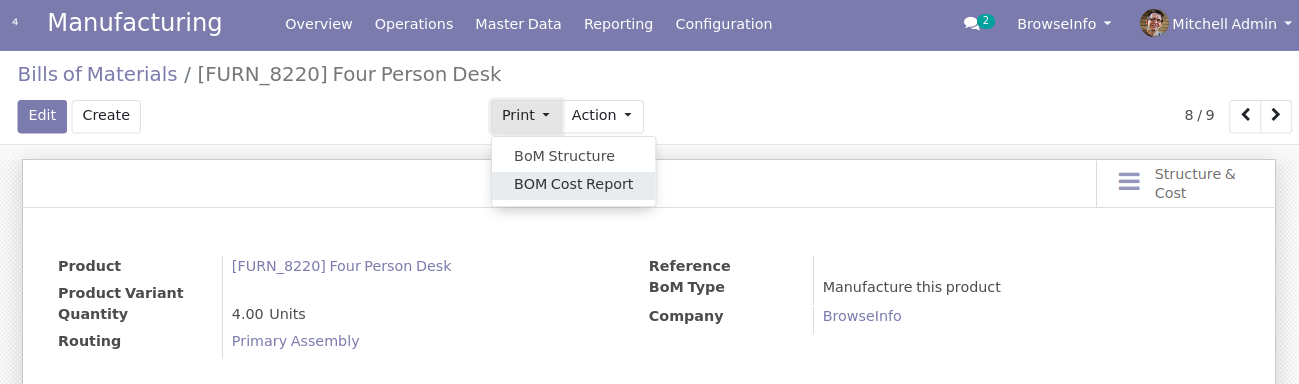 4 Manufacturing Overview Operations Master Data Reporting Configuration 2 BrowseInfo Mitchell Admin
Bills of Materials / [FURN_8220] Four Person Desk
Edit Create Print Action 8 / 9
BoM Structure
BOM Cost Report
Structure &
Cost
Product [FURN_8220] Four Person Desk
Product Variant
Quantity 4.00 Units
Routing Primary Assembly
Reference
BoM Type Manufacture this product
Company BrowseInfo